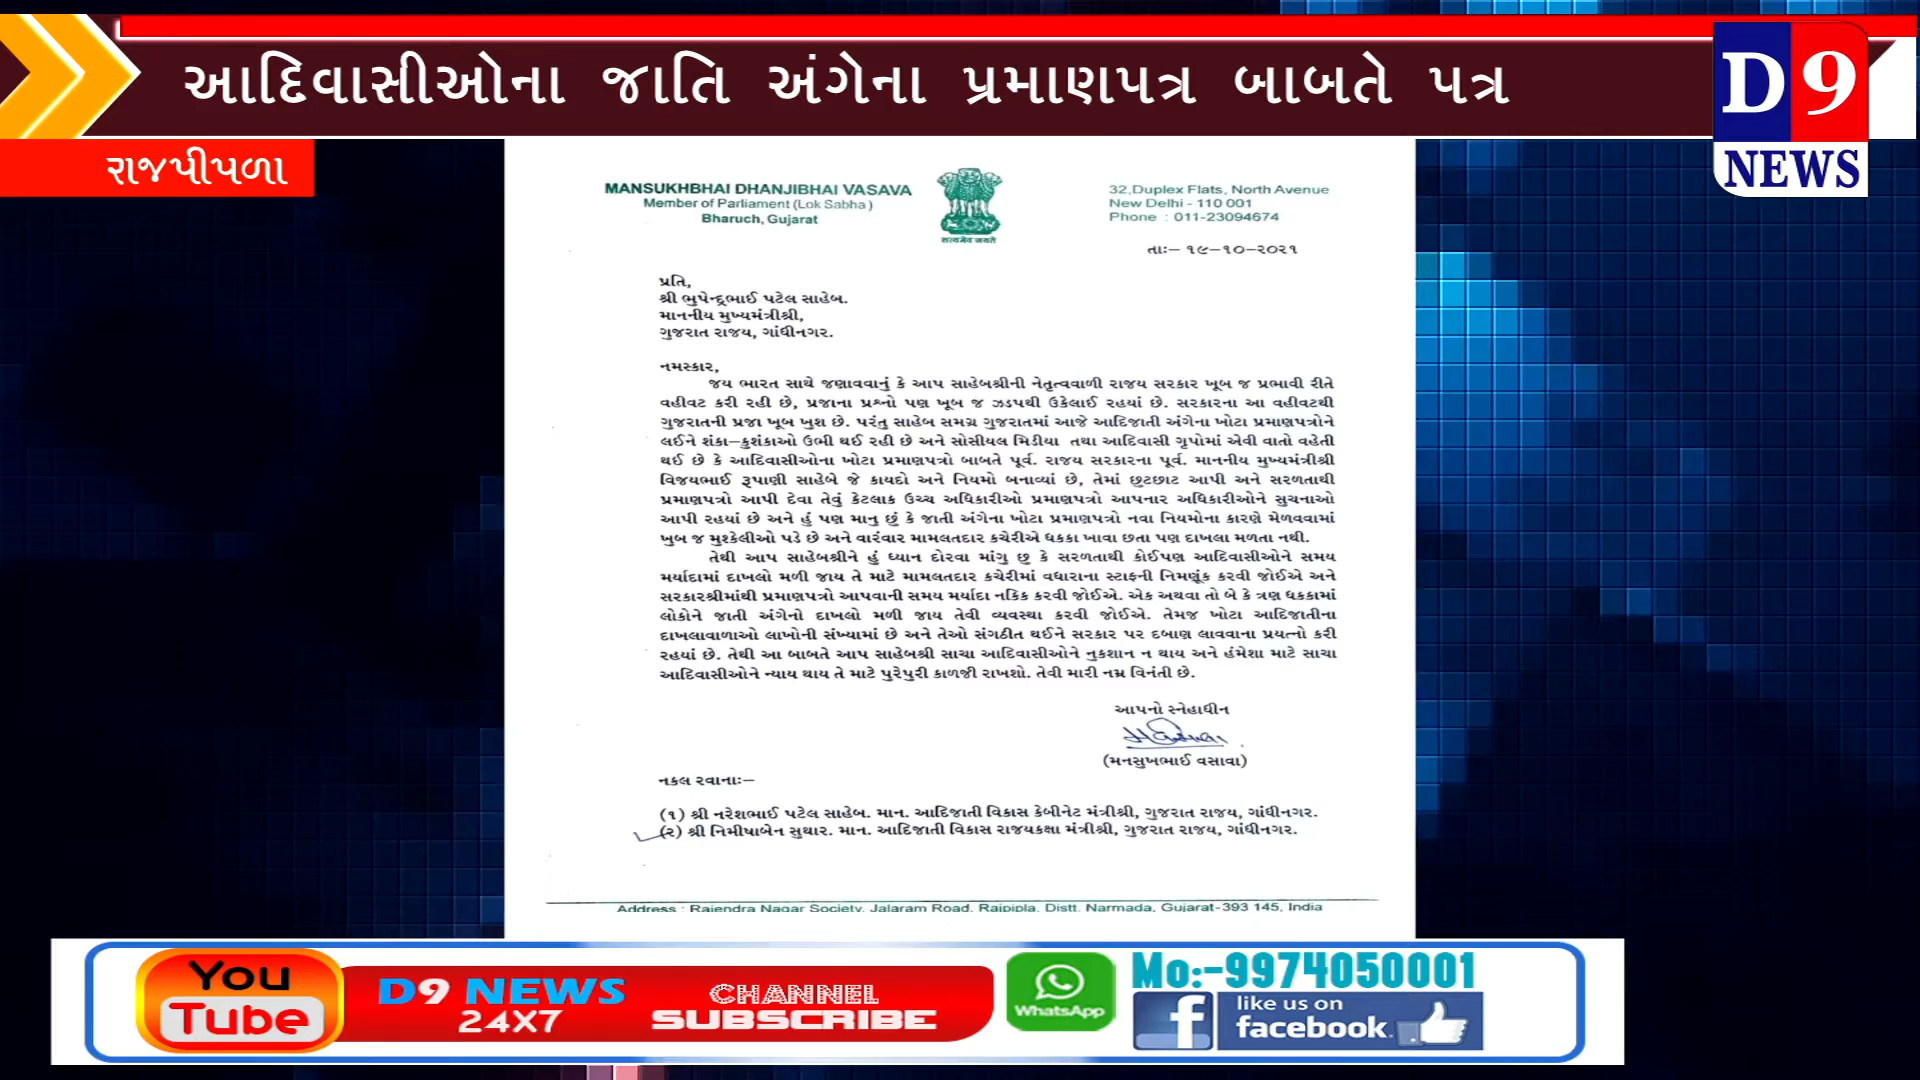 આદિવાસીઓના જાતિ અંગેના પ્રમાણપત્ર બાબતે પત્ર
D9
NEWS
રાજપીપળા
MANSUKHBHAI DHANJIBHAI VASAVA
Member of Parliament (Lok Sabha)
Bharuch, Gujarat
सत्यमेव जयते
32,Duplex Flats, North Avenue
New Delhi - 110 001
Phone : 011-23094674
તાઃ– ૧૯–૧૦–૨૦૨૧
પ્રતિ,
શ્રી ભુપેન્દ્રભાઈ પટેલ સાહેબ.
માનનીય મુખ્યમંત્રીશ્રી,
ગુજરાત રાજય, ગાંધીનગર.
નમસ્કાર,
જય ભારત સાથે જણાવવાનું કે આપ સાહેબશ્રીની નેતૃત્વવાળી રાજય સરકાર ખૂબ જ પ્રભાવી રીતે
વહીવટ કરી રહી છે, પ્રજાના પ્રશ્નો પણ ખૂબ જ ઝડપથી ઉકેલાઈ રહયાં છે. સરકારના આ વહીવટથી
ગુજરાતની પ્રજા ખૂબ ખુશ છે. પરંતુ સાહેબ સમગ્ર ગુજરાતમાં આજે આદિજાતી અંગેના ખોટા પ્રમાણપત્રોને
લઈને શંકા–કુશંકાઓ ઉભી થઈ રહી છે અને સોસીયલ મિડીયા તથા આદિવાસી ગૃપોમાં એવી વાતો વહેતી
થઈ છે કે આદિવાસીઓના ખોટા પ્રમાણપત્રો બાબતે પૂર્વ. રાજય સરકારના પૂર્વ. માનનીય મુખ્યમંત્રીશ્રી
વિજયભાઈ રૂપાણી સાહેબે જે કાયદો અને નિયમો બનાવ્યાં છે, તેમાં છુટછાટ આપી અને સરળતાથી
પ્રમાણપત્રો આપી દેવા તેવું કેટલાક ઉચ્ચ અધિકારીઓ પ્રમાણપત્રો આપનાર અધિકારીઓને સુચનાઓ
આપી રહયાં છે અને હું પણ માનુ છું કે જાતી અંગેના ખોટા પ્રમાણપત્રો નવા નિયમોના કારણે મેળવવામાં
ખુબ જ મુશ્કેલીઓ પડે છે અને વારંવાર મામલતદાર કચેરીએ ધકકા ખાવા છતા પણ દાખલા મળતા નથી.
તેથી આપ સાહેબશ્રીને હું ધ્યાન દોરવા માંગુ છુ કે સરળતાથી કોઈપણ આદિવાસીઓને સમય
મર્યાદામાં દાખલો મળી જાય તે માટે મામલતદાર કચેરીમાં વધારાના સ્ટાફની નિમણૂંક કરવી જોઈએ અને
સરકારશ્રીમાંથી પ્રમાણપત્રો આપવાની સમય મર્યાદા નકિક કરવી જોઈએ. એક અથવા તો બે કે ત્રણ ધકકામાં
લોકોને જાતી અંગેનો દાખલો મળી જાય તેવી વ્યવસ્થા કરવી જોઈએ. તેમજ ખોટા આદિજાતીના
દાખલાવાળાઓ લાખોની સંખ્યામાં છે અને તેઓ સંગઠીત થઈને સરકાર પર દબાણ લાવવાના પ્રયત્નો કરી
રહયાં છે. તેથી આ બાબતે આપ સાહેબશ્રી સાચા આદિવાસીઓને નુકશાન ન થાય અને હંમેશા માટે સાચા
આદિવાસીઓને ન્યાય થાય તે માટે પુરેપુરી કાળજી રાખશો. તેવી મારી નમ્ર વિનંતી છે.
આપનો સ્નેહાધીન
(મનસુખભાઈ વસાવા)
નકલ રવાનાઃ–
(૧) શ્રી નરેશભાઈ પટેલ સાહેબ. માન. આદિજાતી વિકાસ કેબીનેટ મંત્રીશ્રી, ગુજરાત રાજય, ગાંધીનગર.
(૨) શ્રી નિમીષાબેન સુથાર. માન. આદિજાતી વિકાસ રાજયકક્ષા મંત્રીશ્રી, ગુજરાત રાજય, ગાંધીનગર.
Address : Rajendra Nagar Society, Jalaram Road, Rajpipla, Distt. Narmada, Gujarat-393 145, India
You
Tube
D9 NEWS
24X7
CHANNEL
SUBSCRIBE
WhatsApp
Mo:-9974050001
f
like us on
facebook.